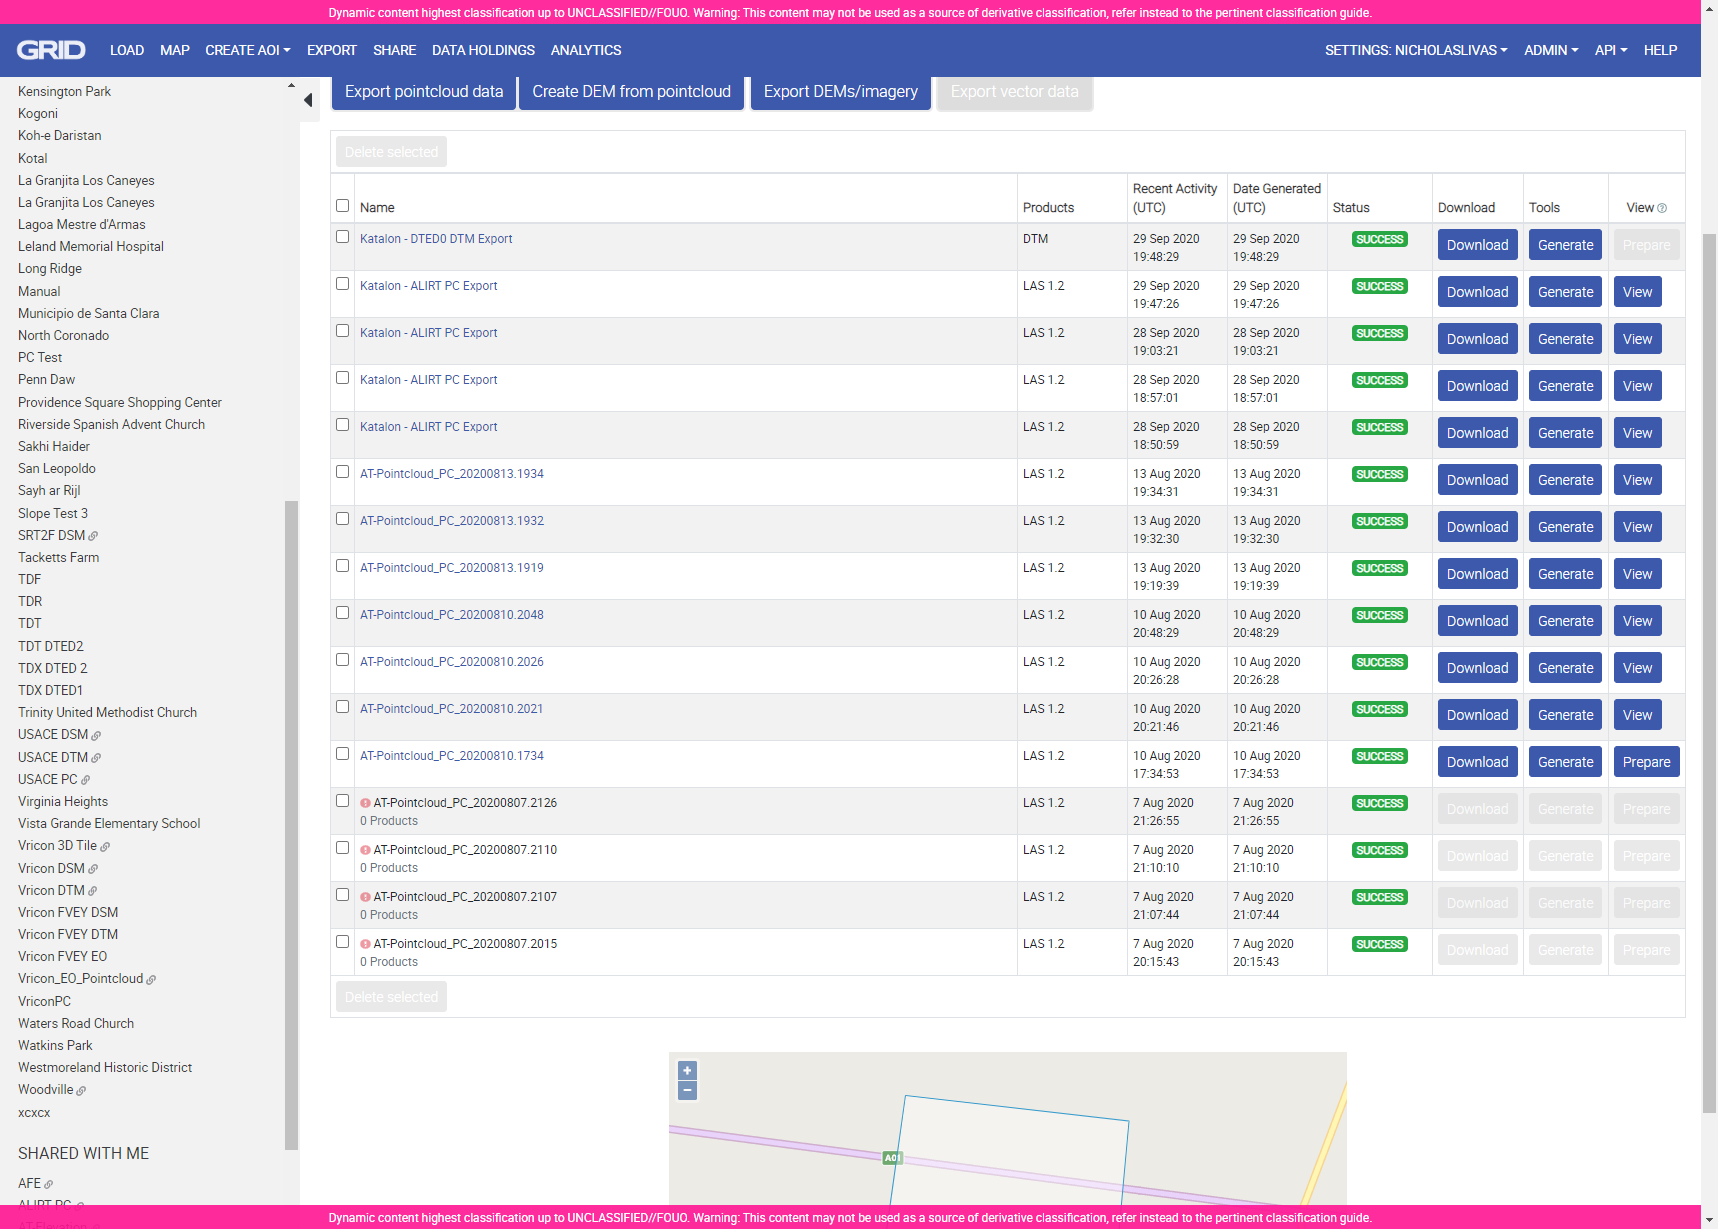 Dynamic content highest classification up to UNCLASSIFIED//FOUO. Warning: This content may not be used as a source of derivative classification, refer instead to the pertinent classification guide.
GRID LOAD MAP CREATE AOI EXPORT SHARE DATA HOLDINGS ANALYTICS SETTINGS: NICHOLASLIVAS ADMIN API HELP
Kensington Park
Kogoni
Koh-e Daristan
Kotal
La Granjita Los Caneyes
La Granjita Los Caneyes
Lagoa Mestre d'Armas
Leland Memorial Hospital
Long Ridge
Manual
Municipio de Santa Clara
North Coronado
PC Test
Penn Daw
Providence Square Shopping Center
Riverside Spanish Advent Church
Sakhi Haider
San Leopoldo
Sayh ar Rijl
Slope Test 3
SRT2F DSM
Tacketts Farm
TDF
TDR
TDT
TDT DTED2
TDX DTED 2
TDX DTED1
Trinity United Methodist Church
USACE DSM
USACE DTM
USACE PC
Virginia Heights
Vista Grande Elementary School
Vricon 3D Tile
Vricon DSM
Vricon DTM
Vricon FVEY DSM
Vricon FVEY DTM
Vricon FVEY EO
Vricon_EO_Pointcloud
VriconPC
Waters Road Church
Watkins Park
Westmoreland Historic District
Woodville
xcxcx
SHARED WITH ME
AFE
ALIRT PC
Export pointcloud data Create DEM from pointcloud Export DEMs/imagery Export vector data
Delete selected
Name Products Recent Activity (UTC) Date Generated (UTC) Status Download Tools View
Katalon - DTED0 DTM Export DTM 29 Sep 2020 29 Sep 2020 SUCCESS Download Generate Prepare
19:48:29 19:48:29
Katalon - ALIRT PC Export LAS 1.2 29 Sep 2020 29 Sep 2020 SUCCESS Download Generate View
19:47:26 19:47:26
Katalon - ALIRT PC Export LAS 1.2 28 Sep 2020 28 Sep 2020 SUCCESS Download Generate View
19:03:21 19:03:21
Katalon - ALIRT PC Export LAS 1.2 28 Sep 2020 28 Sep 2020 SUCCESS Download Generate View
18:57:01 18:57:01
Katalon - ALIRT PC Export LAS 1.2 28 Sep 2020 28 Sep 2020 SUCCESS Download Generate View
18:50:59 18:50:59
AT-Pointcloud_PC_20200813.1934 LAS 1.2 13 Aug 2020 13 Aug 2020 SUCCESS Download Generate View
19:34:31 19:34:31
AT-Pointcloud_PC_20200813.1932 LAS 1.2 13 Aug 2020 13 Aug 2020 SUCCESS Download Generate View
19:32:30 19:32:30
AT-Pointcloud_PC_20200813.1919 LAS 1.2 13 Aug 2020 13 Aug 2020 SUCCESS Download Generate View
19:19:39 19:19:39
AT-Pointcloud_PC_20200810.2048 LAS 1.2 10 Aug 2020 10 Aug 2020 SUCCESS Download Generate View
20:48:29 20:48:29
AT-Pointcloud_PC_20200810.2026 LAS 1.2 10 Aug 2020 10 Aug 2020 SUCCESS Download Generate View
20:26:28 20:26:28
AT-Pointcloud_PC_20200810.2021 LAS 1.2 10 Aug 2020 10 Aug 2020 SUCCESS Download Generate View
20:21:46 20:21:46
AT-Pointcloud_PC_20200810.1734 LAS 1.2 10 Aug 2020 10 Aug 2020 SUCCESS Download Generate Prepare
17:34:53 17:34:53
AT-Pointcloud_PC_20200807.2126 LAS 1.2 7 Aug 2020 7 Aug 2020 SUCCESS Download Generate Prepare
0 Products 21:26:55 21:26:55
AT-Pointcloud_PC_20200807.2110 LAS 1.2 7 Aug 2020 7 Aug 2020 SUCCESS Download Generate Prepare
0 Products 21:10:10 21:10:10
AT-Pointcloud_PC_20200807.2107 LAS 1.2 7 Aug 2020 7 Aug 2020 SUCCESS Download Generate Prepare
0 Products 21:07:44 21:07:44
AT-Pointcloud_PC_20200807.2015 LAS 1.2 7 Aug 2020 7 Aug 2020 SUCCESS Download Generate Prepare
0 Products 20:15:43 20:15:43
Delete selected
+
−
A01
Dynamic content highest classification up to UNCLASSIFIED//FOUO. Warning: This content may not be used as a source of derivative classification, refer instead to the pertinent classification guide.